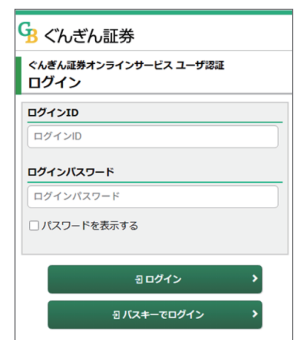 GB ぐんぎん証券
ぐんぎん証券オンラインサービス ユーザ認証
ログイン
ログインID
ログインID
ログインパスワード
ログインパスワード
パスワードを表示する
ログイン
パスキーでログイン